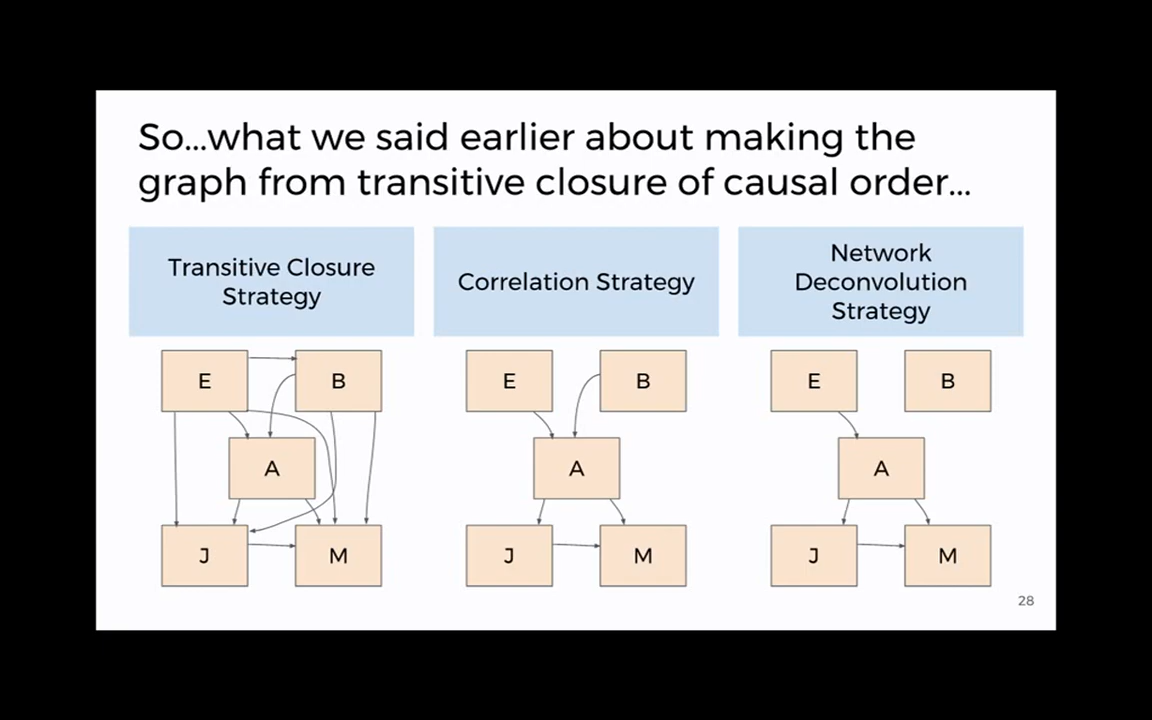 So...what we said earlier about making the
graph from transitive closure of causal order...
Transitive Closure
Strategy
Correlation Strategy
Network
Deconvolution
Strategy
E
B
A
J
M
E
B
A
J
M
E
B
A
J
M
28